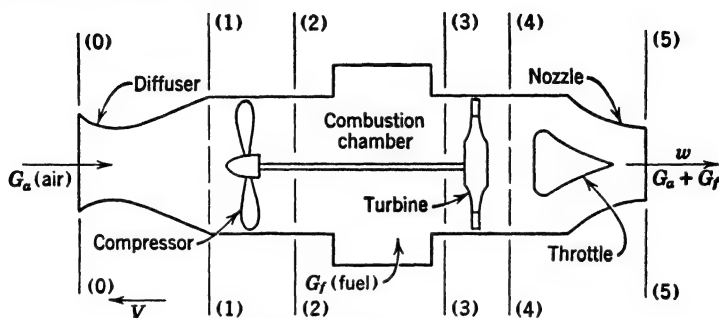 (0) (1) (2) (3) (4) (5)
Diffuser
Nozzle
Combustion
chamber
G_a (air)
w
G_a + G_f
Turbine
Compressor
Throttle
G_f (fuel)
(0) (1) (2) (3) (4) (5)
V